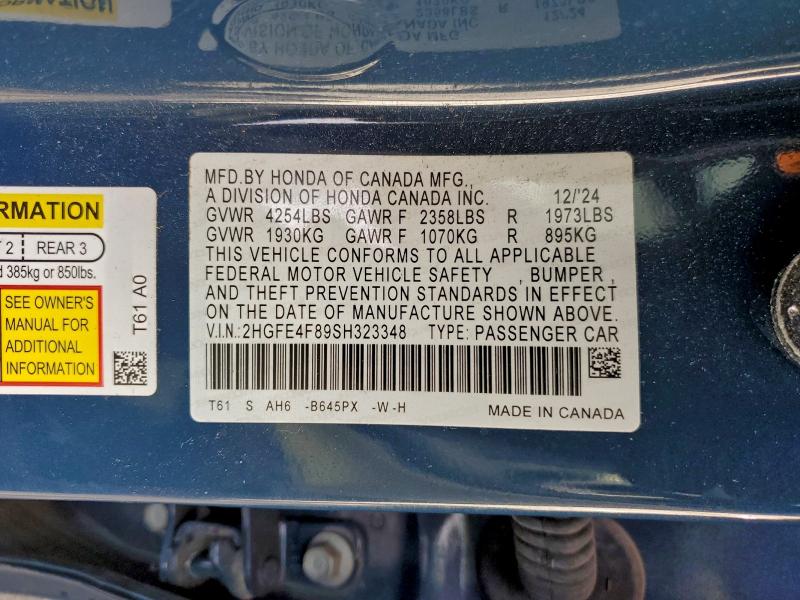 MFD.BY HONDA OF CANADA MFG.,
A DIVISION OF HONDA CANADA INC. 12/'24
GVWR 4254LBS GAWR F 2358LBS R 1973LBS
GVWR 1930KG GAWR F 1070KG R 895KG
THIS VEHICLE CONFORMS TO ALL APPLICABLE
FEDERAL MOTOR VEHICLE SAFETY , BUMPER,
AND THEFT PREVENTION STANDARDS IN EFFECT
ON THE DATE OF MANUFACTURE SHOWN ABOVE.
V.I.N.: 2HGFE4F89SH323348 TYPE: PASSENGER CAR
T61 S AH6 -B645PX -W-H MADE IN CANADA
RMATION
2 REAR 3
385kg or 850lbs.
SEE OWNER'S
MANUAL FOR
ADDITIONAL
INFORMATION
T61 A0